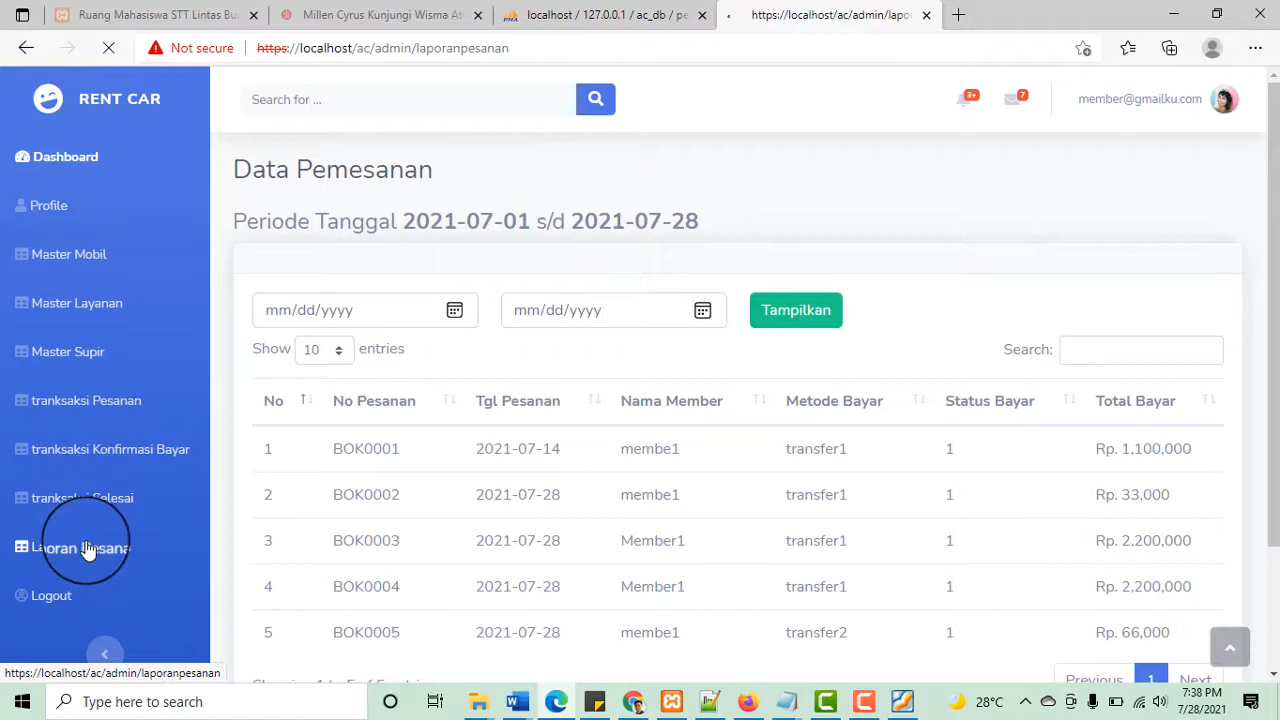 Ruang Mahasiswa STT Lintas Bu
Millen Cyrus Kunjungi Wisma At
localhost / 127.0.0.1 / ac_db / pe
https://localhost/ac/admin/lapo
Not secure
https://localhost/ac/admin/laporanpesanan
RENT CAR
Search for ...
3+
7
member@gmailku.com
Dashboard
Profile
Master Mobil
Master Layanan
Master Supir
tranksaksi Pesanan
tranksaksi Konfirmasi Bayar
tranksaksi Selesai
Laporan Pesanan
Logout
Data Pemesanan
Periode Tanggal 2021-07-01 s/d 2021-07-28
mm/dd/yyyy mm/dd/yyyy Tampilkan
Show 10 entries Search:
No No Pesanan Tgl Pesanan Nama Member Metode Bayar Status Bayar Total Bayar
1 BOK0001 2021-07-14 membe1 transfer1 1 Rp. 1,100,000
2 BOK0002 2021-07-28 membe1 transfer1 1 Rp. 33,000
3 BOK0003 2021-07-28 Member1 transfer1 1 Rp. 2,200,000
4 BOK0004 2021-07-28 Member1 transfer1 1 Rp. 2,200,000
5 BOK0005 2021-07-28 membe1 transfer2 1 Rp. 66,000
Previous 1 Next
https://localhost/ac/admin/laporanpesanan
Type here to search
28°C
7:38 PM
7/28/2021